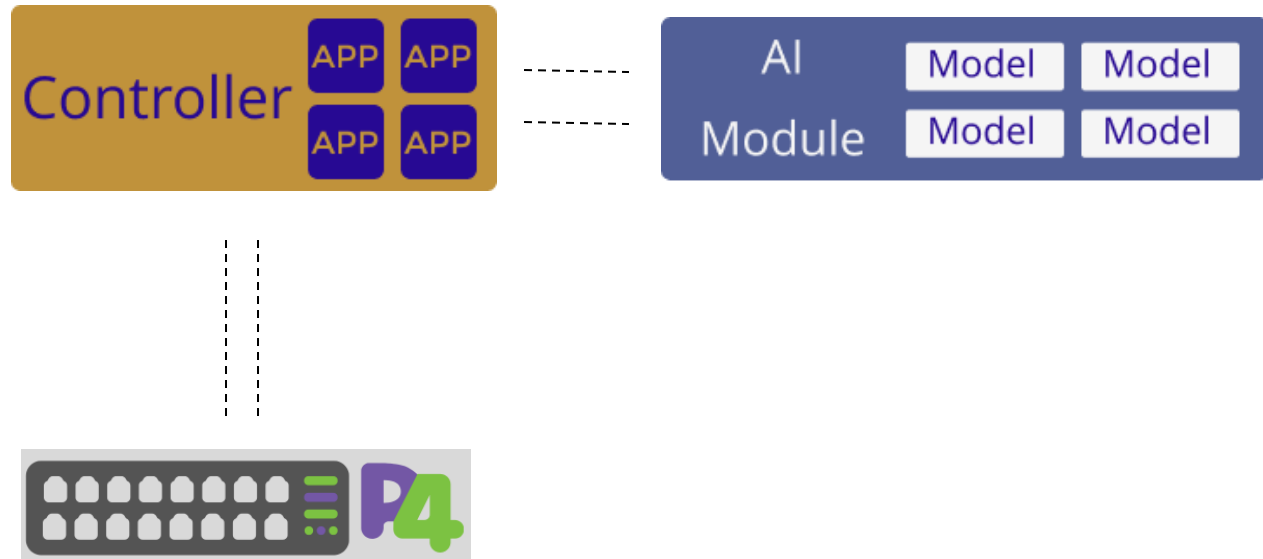 Controller
APP APP
APP APP
AI
Module
Model Model
Model Model
P4